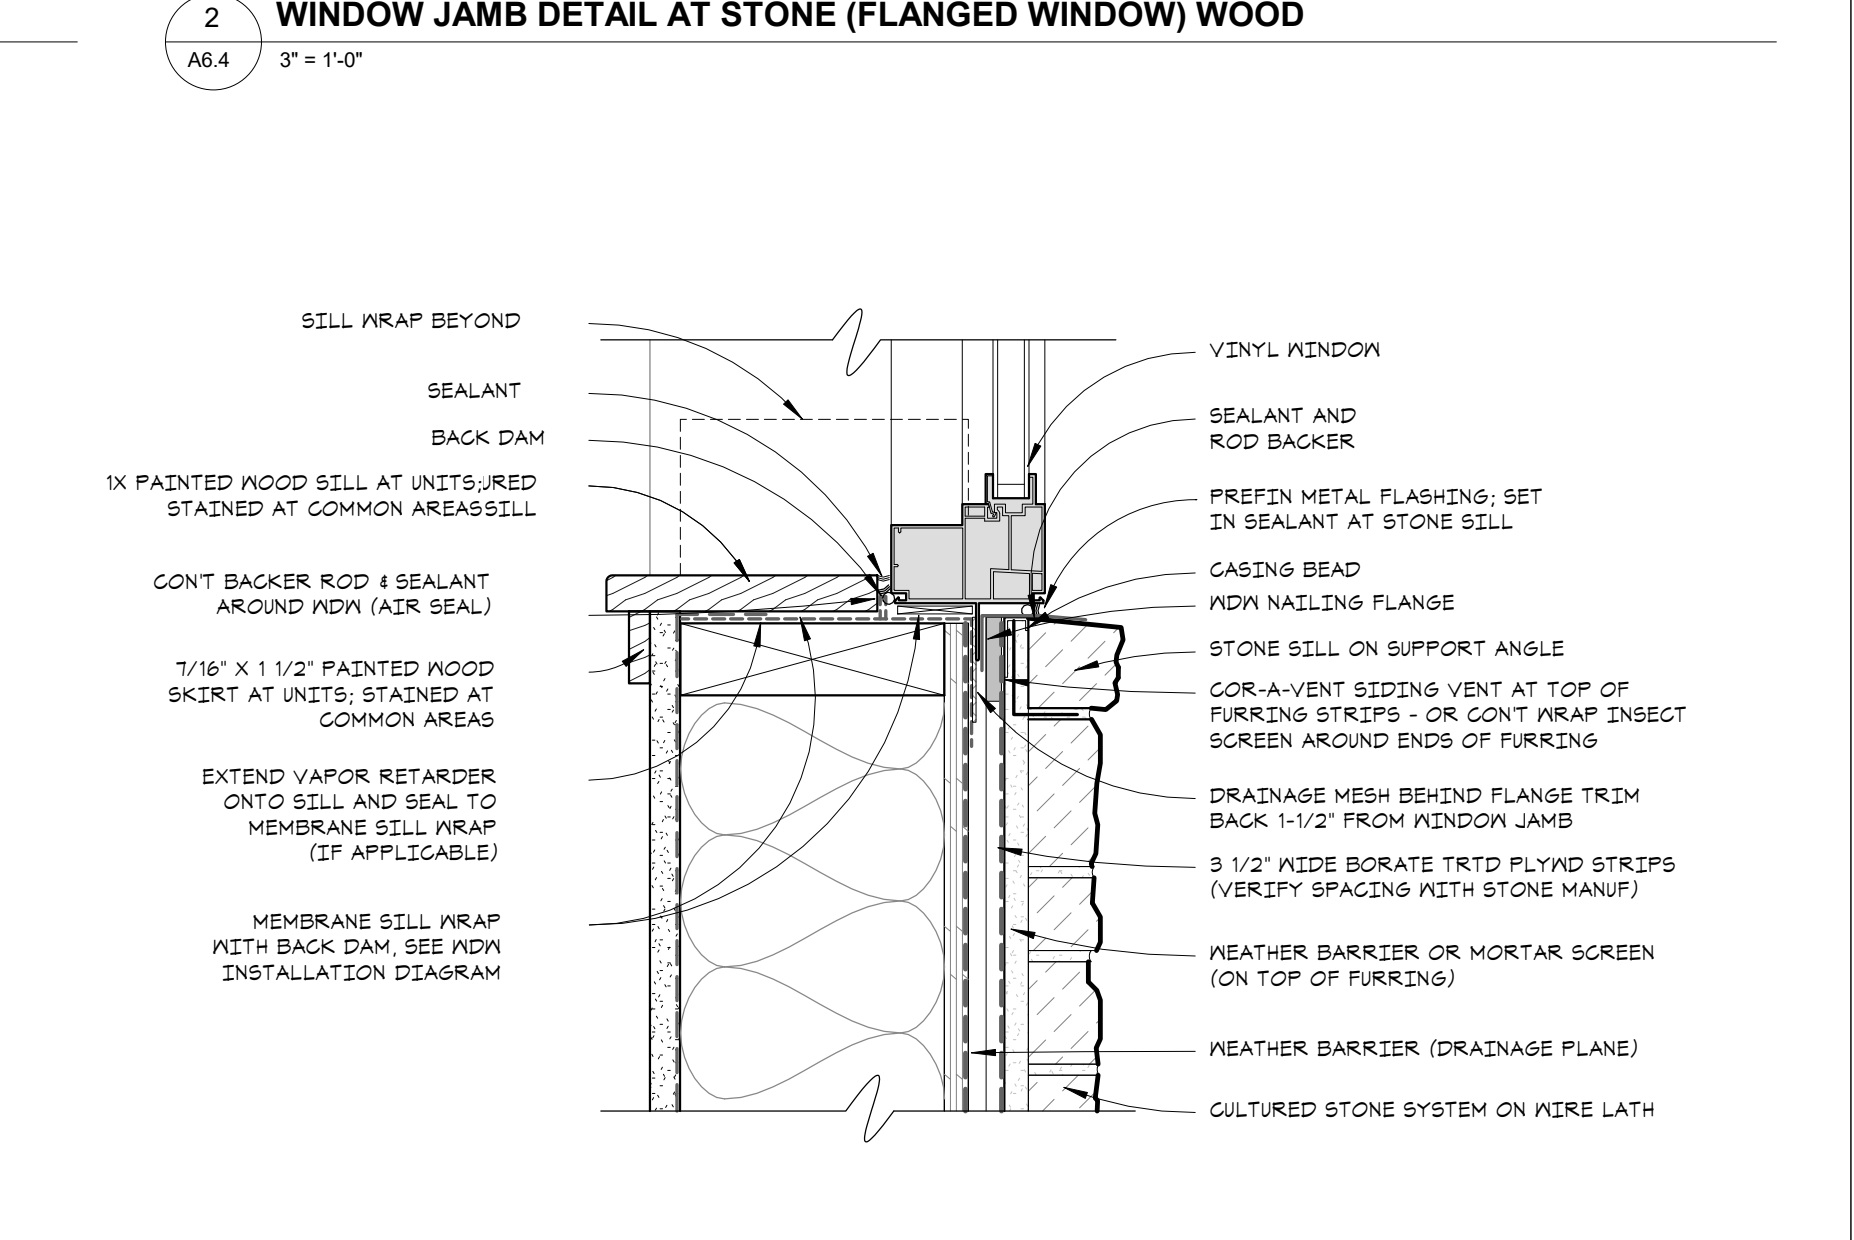 2
WINDOW JAMB DETAIL AT STONE (FLANGED WINDOW) WOOD
A6.4
3" = 1'-0"
SILL WRAP BEYOND
SEALANT
BACK DAM
1X PAINTED WOOD SILL AT UNITS;
STAINED AT COMMON AREAS
CON'T BACKER ROD & SEALANT
AROUND WDW (AIR SEAL)
7/16" X 1 1/2" PAINTED WOOD
SKIRT AT UNITS; STAINED AT
COMMON AREAS
EXTEND VAPOR RETARDER
ONTO SILL AND SEAL TO
MEMBRANE SILL WRAP
(IF APPLICABLE)
MEMBRANE SILL WRAP
WITH BACK DAM, SEE WDW
INSTALLATION DIAGRAM
VINYL WINDOW
SEALANT AND
ROD BACKER
PREFIN METAL FLASHING; SET
IN SEALANT AT STONE SILL
CASING BEAD
WDW NAILING FLANGE
STONE SILL ON SUPPORT ANGLE
COR-A-VENT SIDING VENT AT TOP OF
FURRING STRIPS - OR CON'T WRAP INSECT
SCREEN AROUND ENDS OF FURRING
DRAINAGE MESH BEHIND FLANGE TRIM
BACK 1-1/2" FROM WINDOW JAMB
3 1/2" WIDE BORATE TRTD PLYWD STRIPS
(VERIFY SPACING WITH STONE MANUF)
WEATHER BARRIER OR MORTAR SCREEN
(ON TOP OF FURRING)
WEATHER BARRIER (DRAINAGE PLANE)
CULTURED STONE SYSTEM ON WIRE LATH